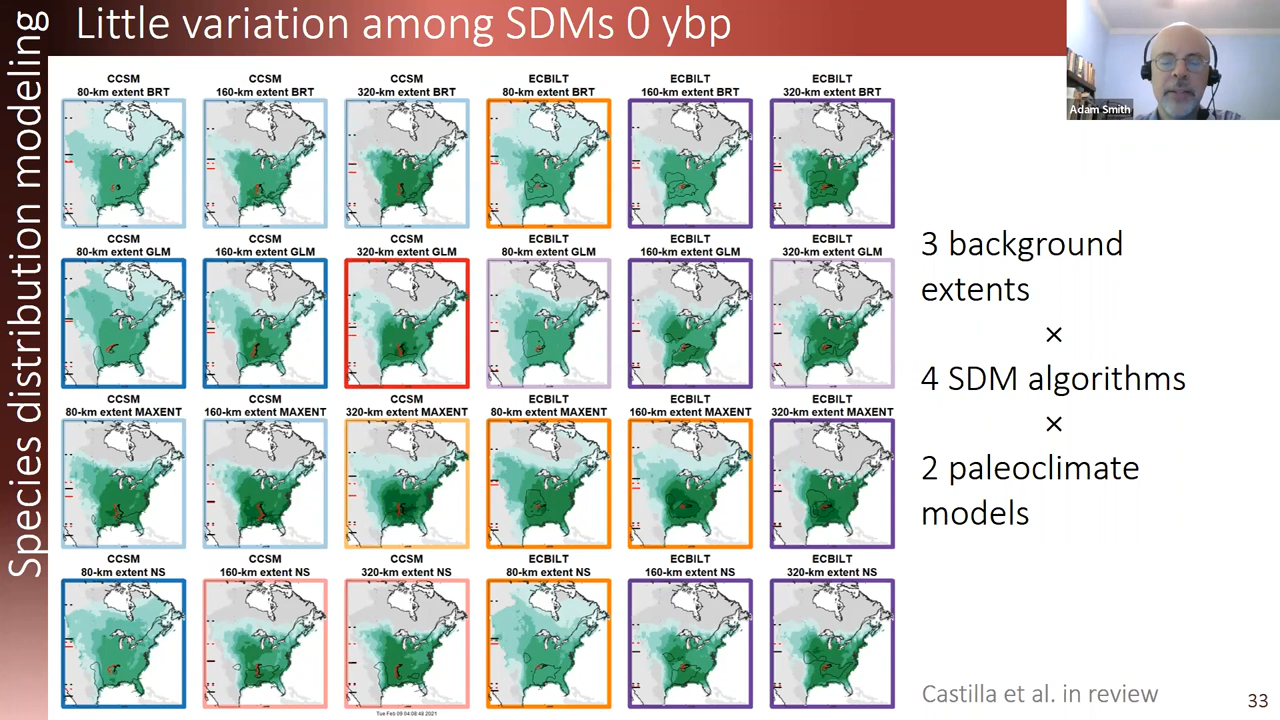 Species distribution modeling
Little variation among SDMs 0 ybp
Adam Smith
CCSM
80-km extent BRT
CCSM
160-km extent BRT
CCSM
320-km extent BRT
ECBILT
80-km extent BRT
ECBILT
160-km extent BRT
ECBILT
320-km extent BRT
CCSM
80-km extent GLM
CCSM
160-km extent GLM
CCSM
320-km extent GLM
ECBILT
80-km extent GLM
ECBILT
160-km extent GLM
ECBILT
320-km extent GLM
CCSM
80-km extent MAXENT
CCSM
160-km extent MAXENT
CCSM
320-km extent MAXENT
ECBILT
80-km extent MAXENT
ECBILT
160-km extent MAXENT
ECBILT
320-km extent MAXENT
CCSM
80-km extent NS
CCSM
160-km extent NS
CCSM
320-km extent NS
ECBILT
80-km extent NS
ECBILT
160-km extent NS
ECBILT
320-km extent NS
Tue Feb 09 04:08:49 2021
3 background
extents
×
4 SDM algorithms
×
2 paleoclimate
models
Castilla et al. in review
33